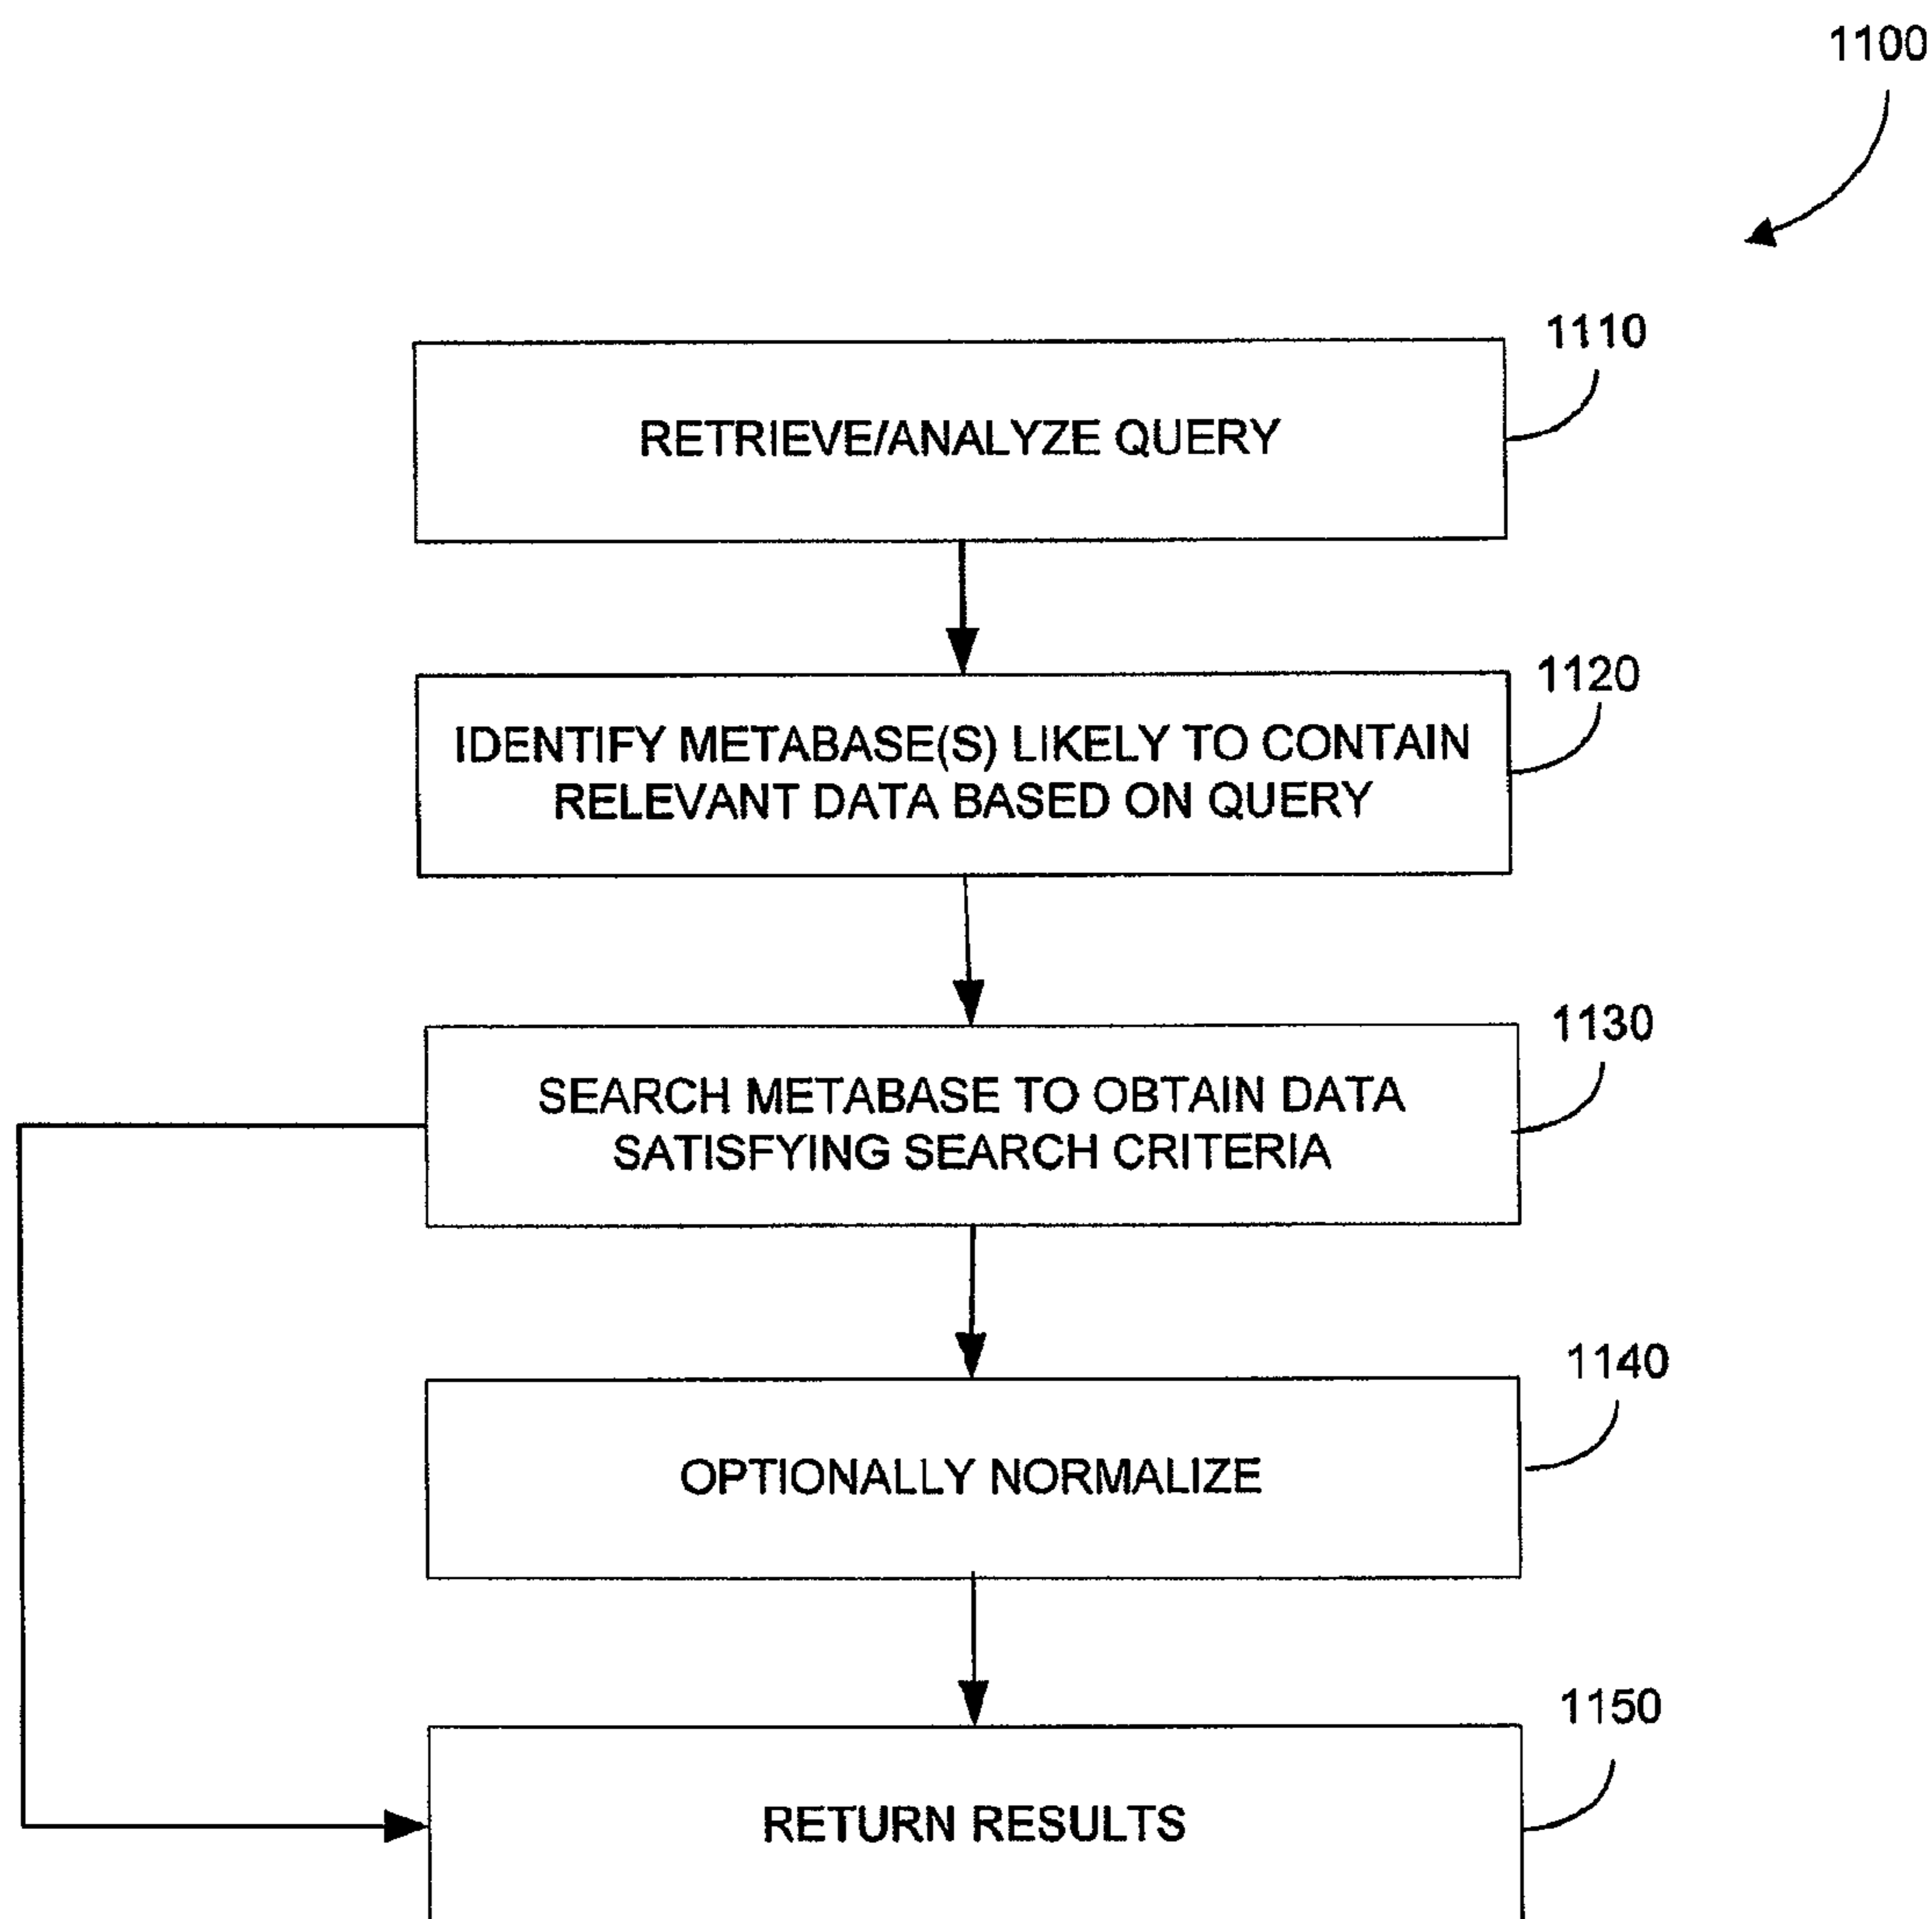 1100
1110
RETRIEVE/ANALYZE QUERY
1120
IDENTIFY METABASE(S) LIKELY TO CONTAIN
RELEVANT DATA BASED ON QUERY
1130
SEARCH METABASE TO OBTAIN DATA
SATISFYING SEARCH CRITERIA
1140
OPTIONALLY NORMALIZE
1150
RETURN RESULTS